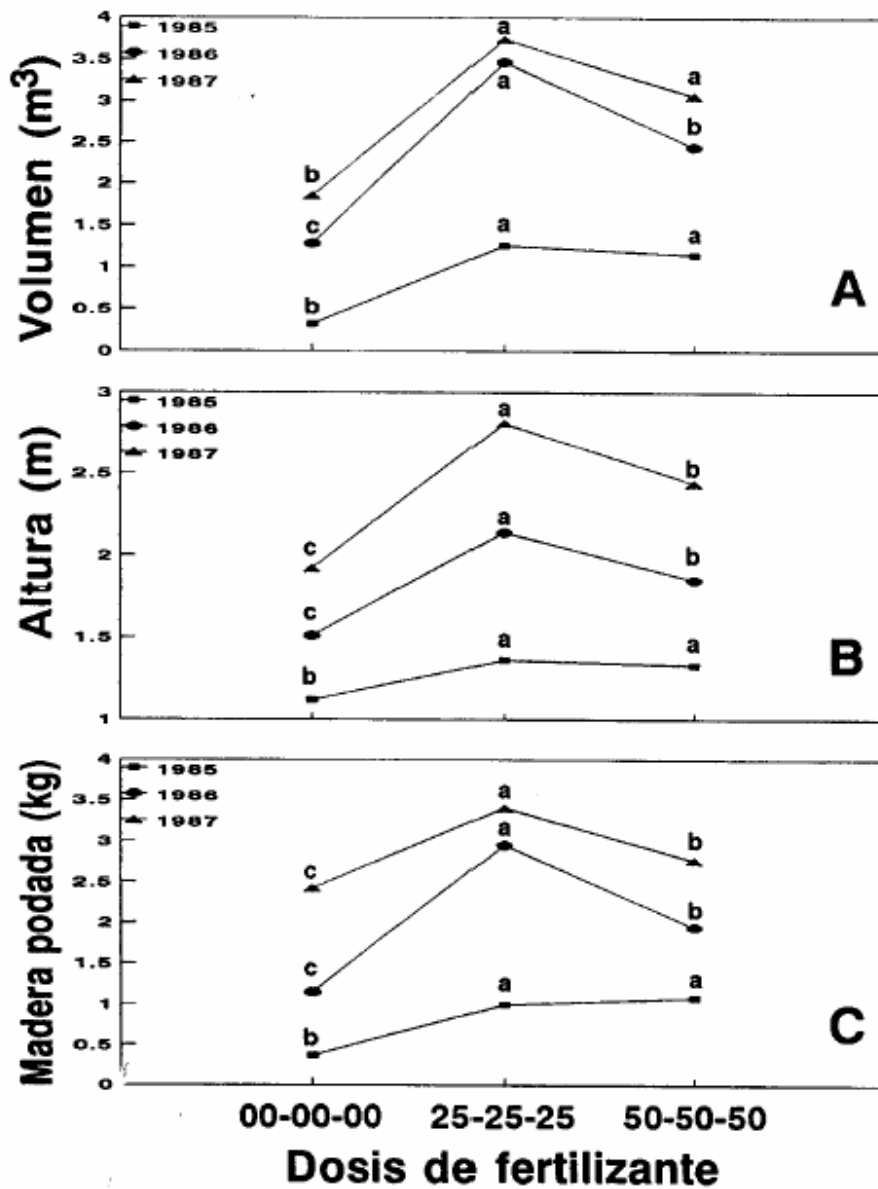 Volumen (m³)
4
3.5
3
2.5
2
1.5
1
0.5
0
1985
1986
1987
a
a
a
b
b
c
a
a
b
A
Altura (m)
3
2.5
2
1.5
1
1985
1986
1987
a
b
c
a
b
c
a
a
b
B
Madera podada (kg)
4
3.5
3
2.5
2
1.5
1
0.5
0
1985
1986
1987
a
a
b
c
b
c
a
a
b
C
00-00-00 25-25-25 50-50-50
Dosis de fertilizante